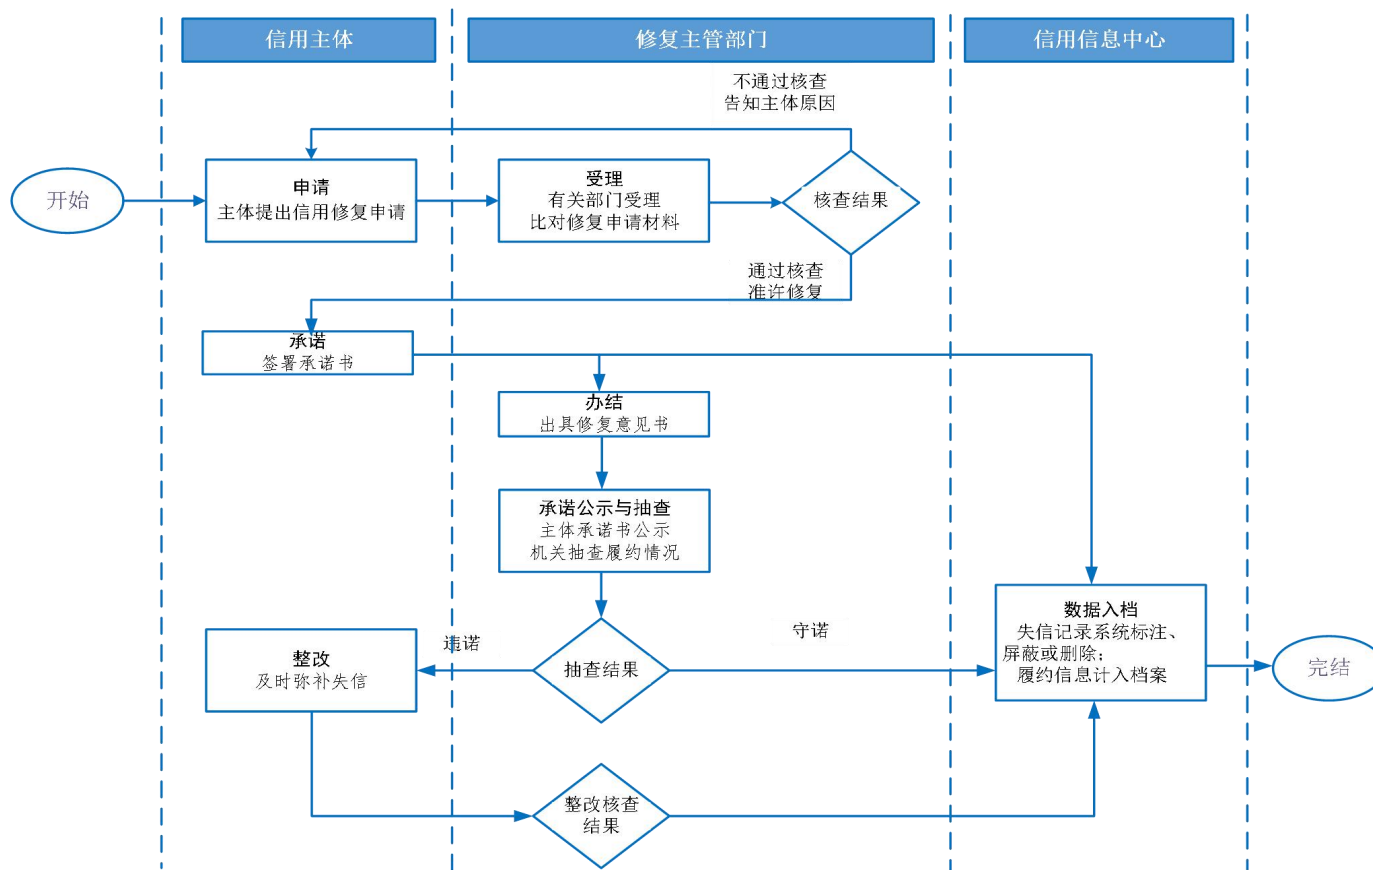 信用主体
修复主管部门
信用信息中心
不通过核查
告知主体原因
开始
申请
主体提出信用修复申请
受理
有关部门受理
比对修复申请材料
核查结果
通过核查
准许修复
承诺
签署承诺书
办结
出具修复意见书
承诺公示与抽查
主体承诺书公示
机关抽查履约情况
整改
及时弥补失信
违诺
抽查结果
守诺
数据入档
失信记录系统标注、
屏蔽或删除;
履约信息计入档案
完结
整改核查
结果